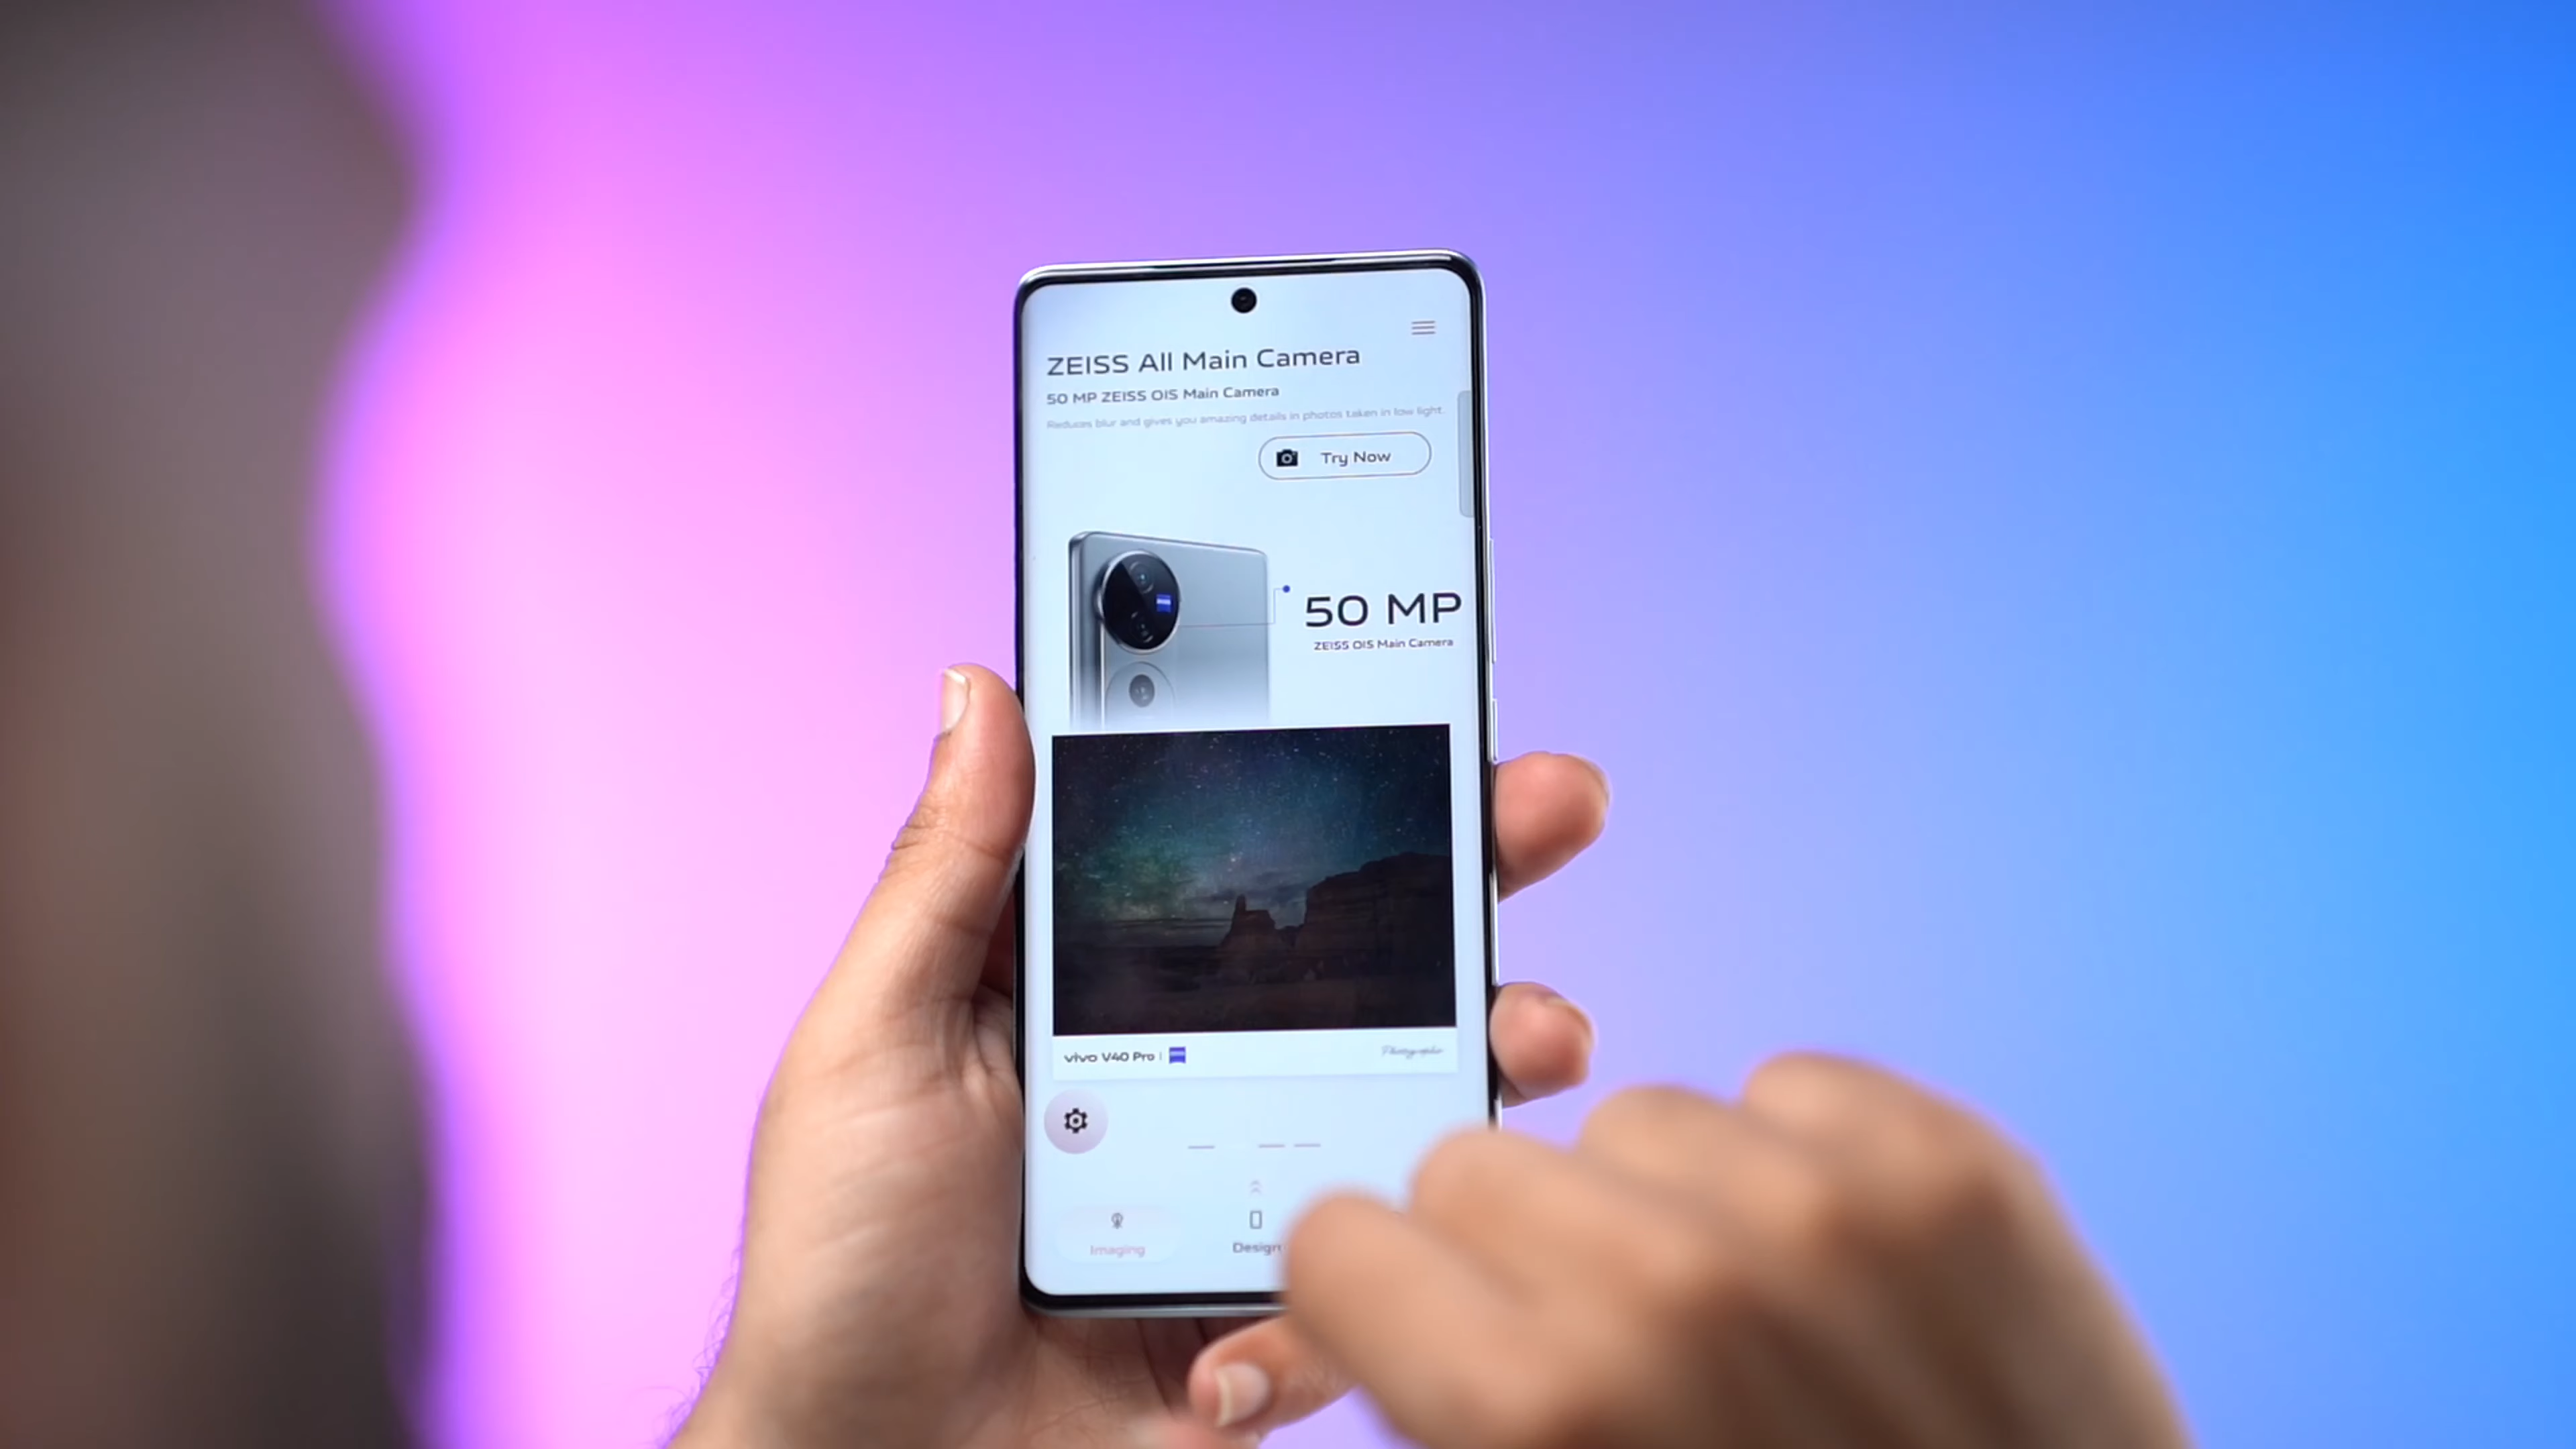 ZEISS All Main Camera
50 MP ZEISS OIS Main Camera
Reduces blur and gives you amazing details in photos taken in low light.
Try Now
50 MP
ZEISS OIS Main Camera
vivo V40 Pro |
Imaging
Design